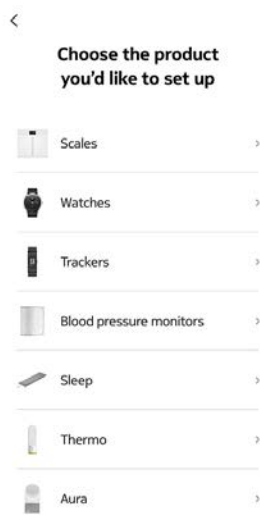 Choose the product
you'd like to set up
Scales
Watches
Trackers
Blood pressure monitors
Sleep
Thermo
Aura